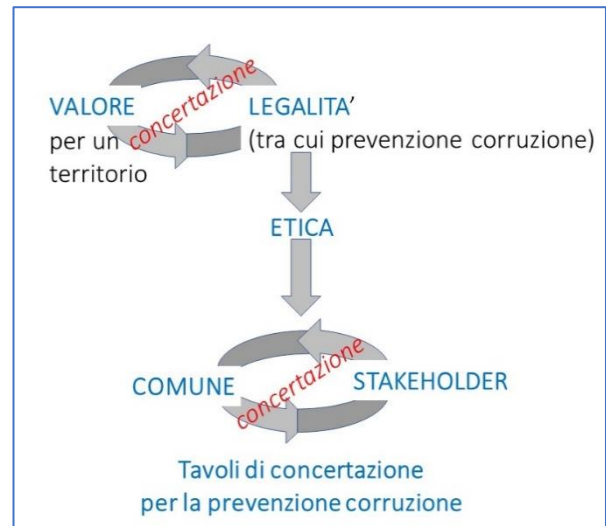 concertazione
VALORE LEGALITA’
per un (tra cui prevenzione corruzione)
territorio
ETICA
concertazione
COMUNE STAKEHOLDER
Tavoli di concertazione
per la prevenzione corruzione